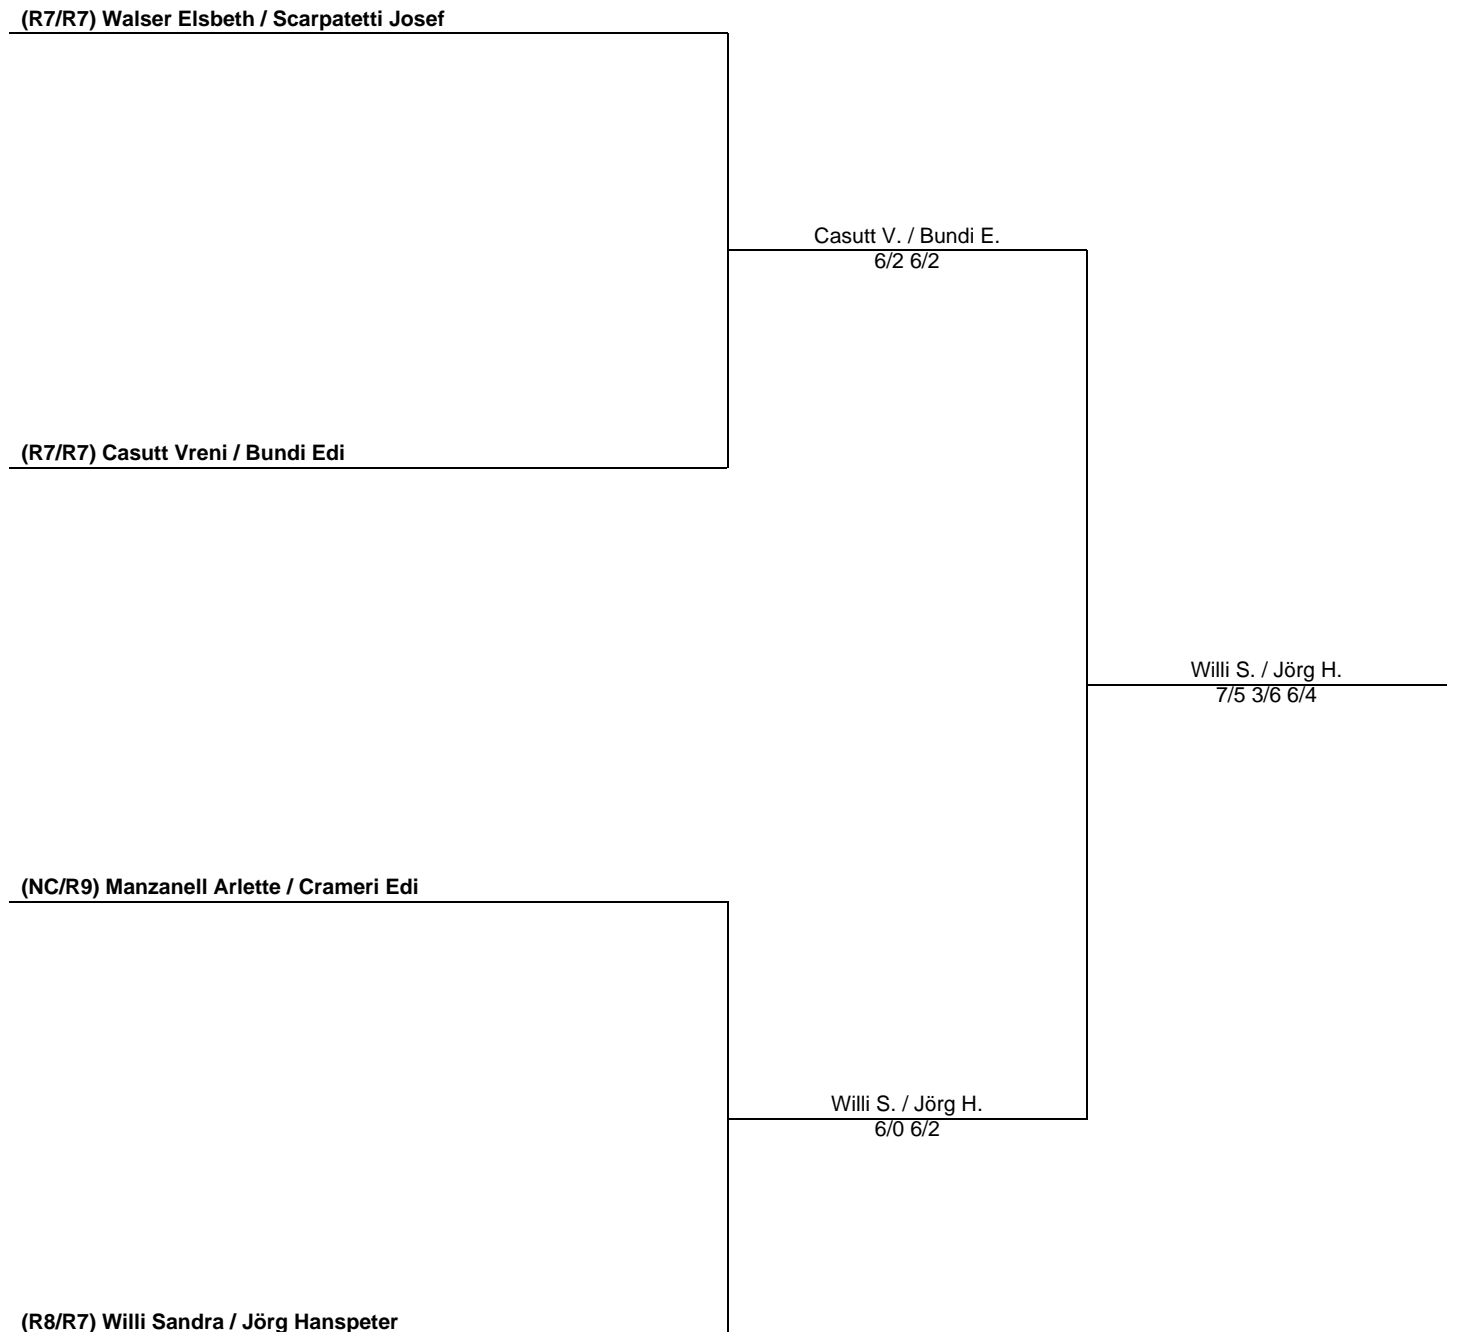 (R7/R7) Walser Elsbeth / Scarpatetti Josef
Casutt V. / Bundi E.
6/2 6/2
(R7/R7) Casutt Vreni / Bundi Edi
Willi S. / Jörg H.
7/5 3/6 6/4
(NC/R9) Manzanell Arlette / Crameri Edi
Willi S. / Jörg H.
6/0 6/2
(R8/R7) Willi Sandra / Jörg Hanspeter